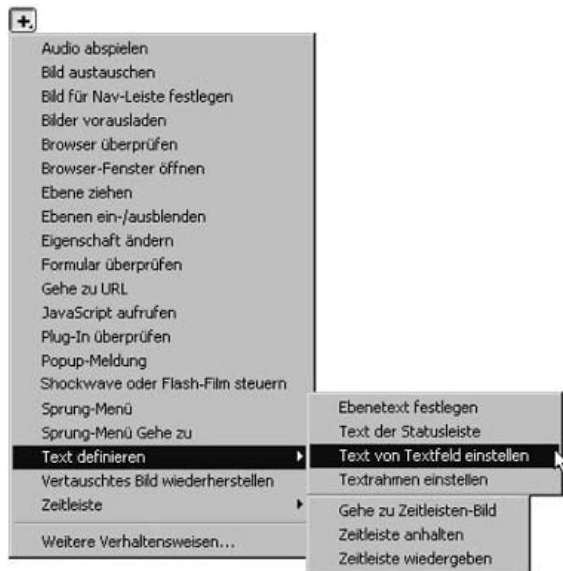 Audio abspielen
Bild austauschen
Bild für Nav-Leiste festlegen
Bilder vorausladen
Browser überprüfen
Browser-Fenster öffnen
Ebene ziehen
Ebenen ein-/ausblenden
Eigenschaft ändern
Formular überprüfen
Gehe zu URL
JavaScript aufrufen
Plug-In überprüfen
Popup-Meldung
Shockwave oder Flash-Film steuern
Sprung-Menü
Sprung-Menü Gehe zu
Text definieren
Vertauschtes Bild wiederherstellen
Zeitleiste
Weitere Verhaltensweisen...
Ebenetext festlegen
Text der Statusleiste
Text von Textfeld einstellen
Textrahmen einstellen
Gehe zu Zeitleisten-Bild
Zeitleiste anhalten
Zeitleiste wiedergeben